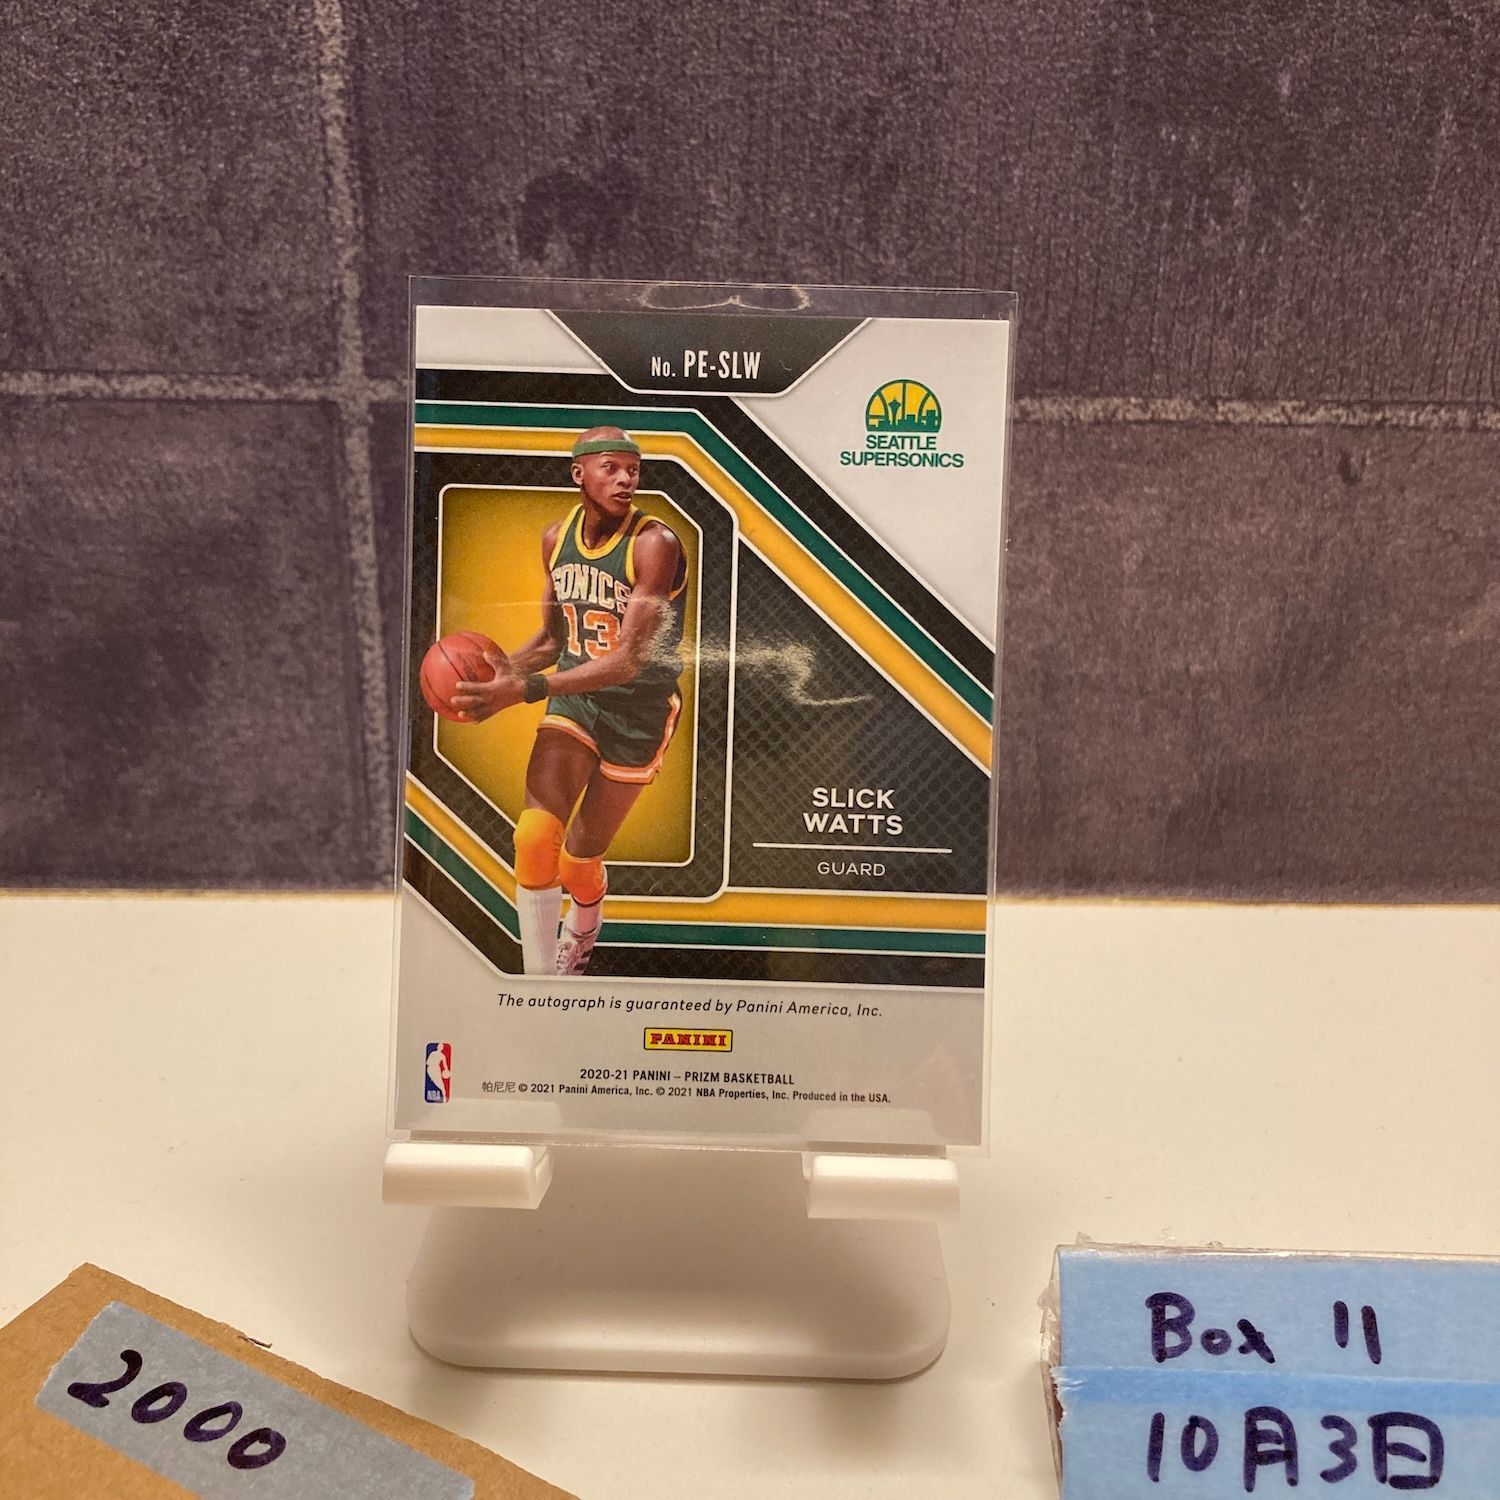 No. PE-SLW
SEATTLE
SUPERSONICS
SONICS
13
SLICK
WATTS
GUARD
The autograph is guaranteed by Panini America, Inc.
PANINI
NBA
2020-21 PANINI – PRIZM BASKETBALL
帕尼尼 © 2021 Panini America, Inc. © 2021 NBA Properties, Inc. Produced in the USA.
2000
Box 11
10月3日